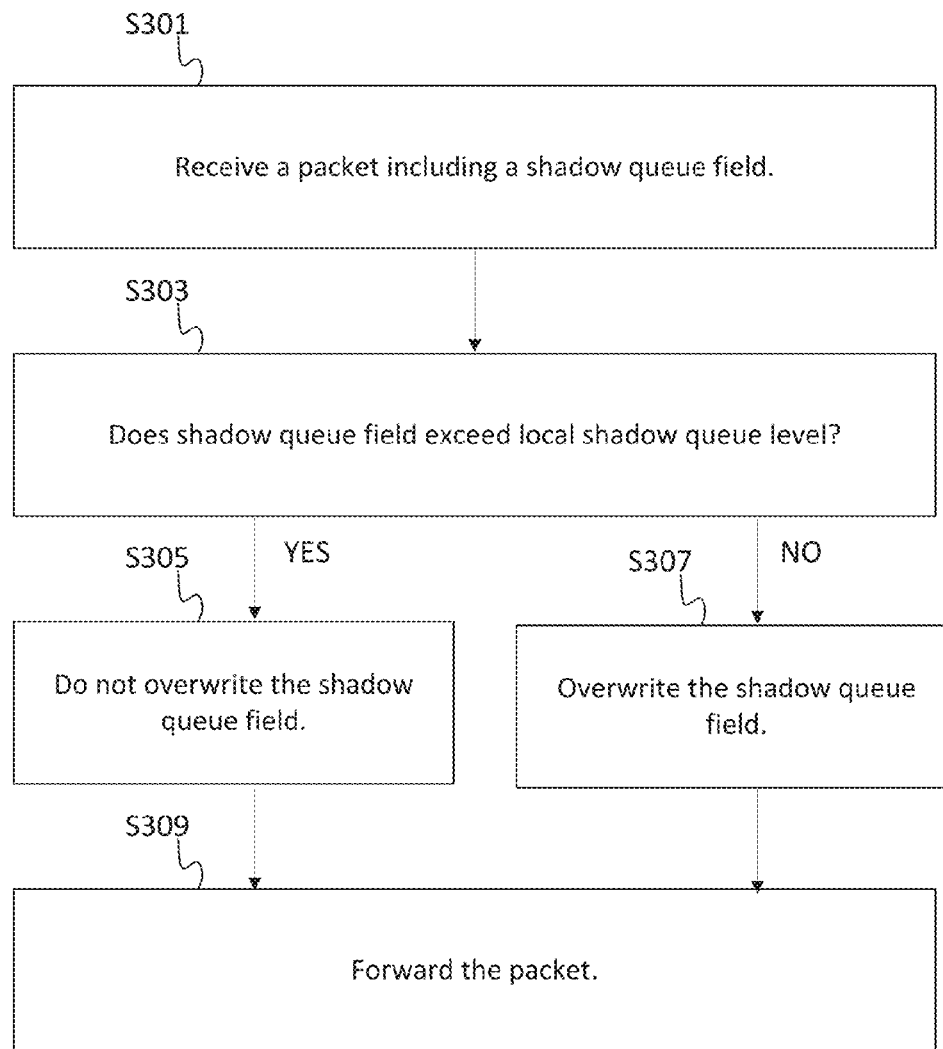 S301
Receive a packet including a shadow queue field.
S303
Does shadow queue field exceed local shadow queue level?
YES
NO
S305
S307
Do not overwrite the shadow
queue field.
Overwrite the shadow queue
field.
S309
Forward the packet.